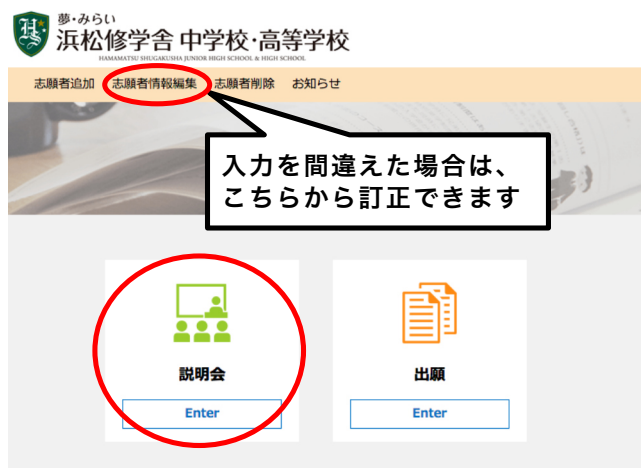 夢・みらい
浜松修学舎 中学校・高等学校
HAMAMATSU SHUGAKUSHA JUNIOR HIGH SCHOOL & HIGH SCHOOL
志願者追加 志願者情報編集 志願者削除 お知らせ
入力を間違えた場合は、
こちらから訂正できます
説明会 出願
Enter Enter